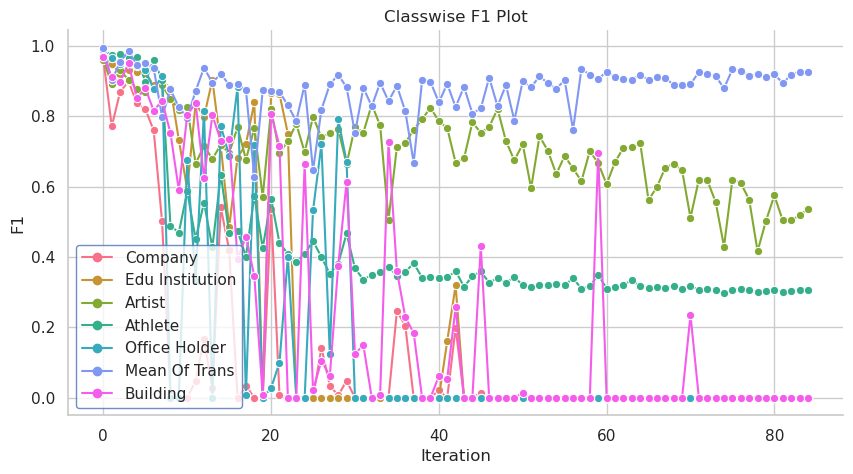 Classwise F1 Plot
1.0
0.8
0.6
0.4
0.2
0.0
F1
Company
Edu Institution
Artist
Athlete
Office Holder
Mean Of Trans
Building
0 20 40 60 80
Iteration